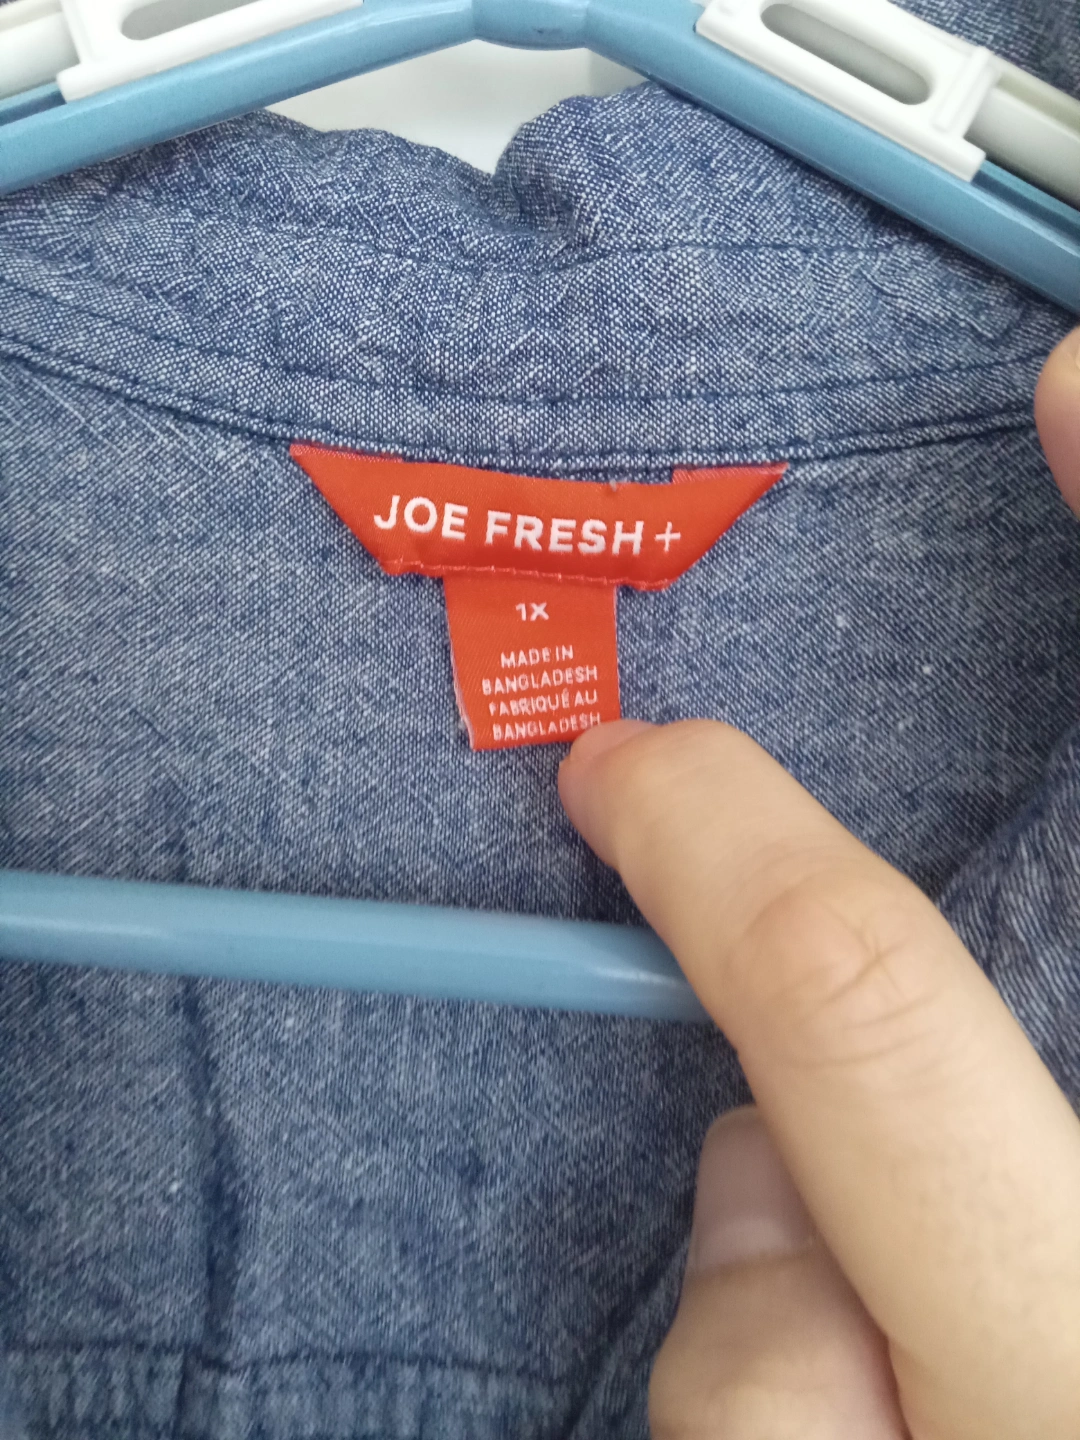 JOE FRESH+
1X
MADE IN
BANGLADESH
FABRIQUÉ AU
BANGLADESH